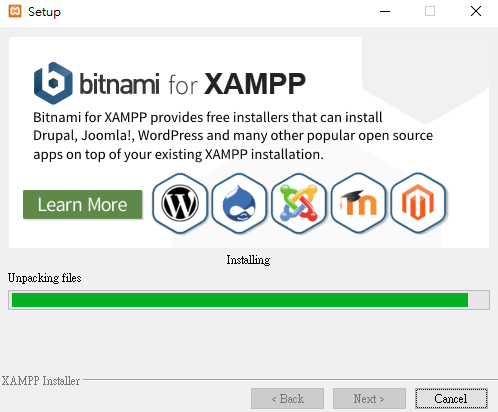 Setup
bitnami for XAMPP
Bitnami for XAMPP provides free installers that can install
Drupal, Joomla!, WordPress and many other popular open source
apps on top of your existing XAMPP installation.
Learn More
Installing
Unpacking files
XAMPP Installer
< Back
Next >
Cancel